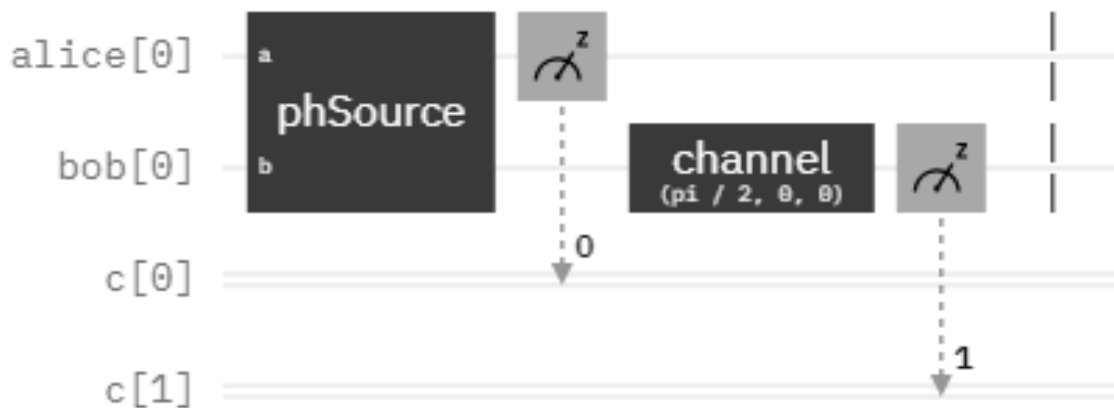 alice[0]
a
z
phSource
bob[0]
b
channel
(pi / 2, 0, 0)
z
c[0]
0
c[1]
1